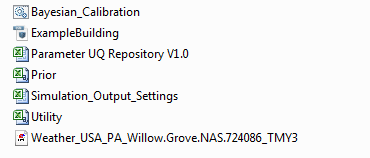 Bayesian_Calibration
ExampleBuilding
Parameter UQ Repository V1.0
Prior
Simulation_Output_Settings
Utility
Weather_USA_PA_Willow.Grove.NAS.724086_TMY3